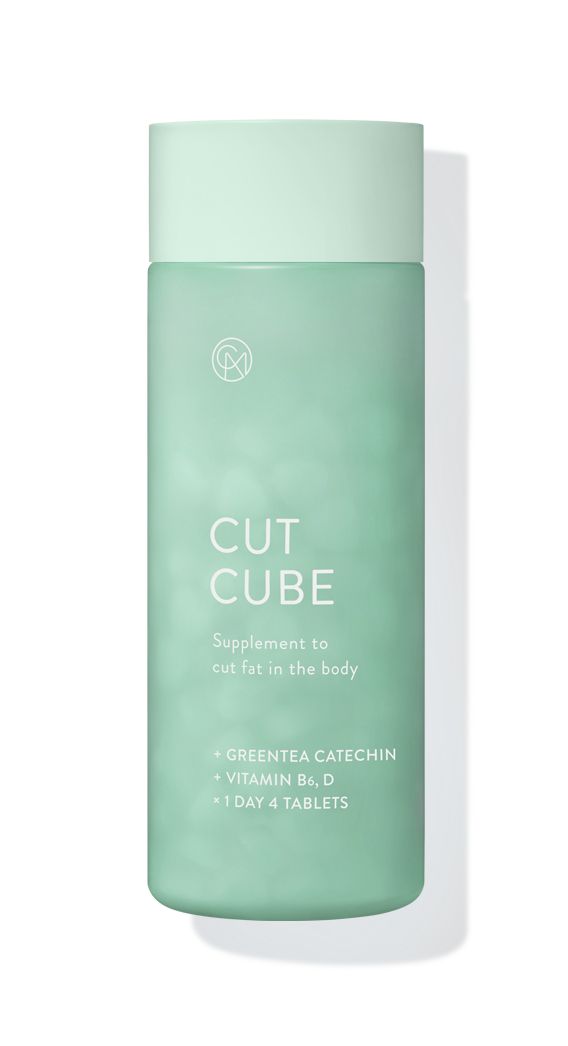 CUT
CUBE
Supplement to
cut fat in the body
+ GREENTEA CATECHIN
+ VITAMIN B6, D
× 1 DAY 4 TABLETS